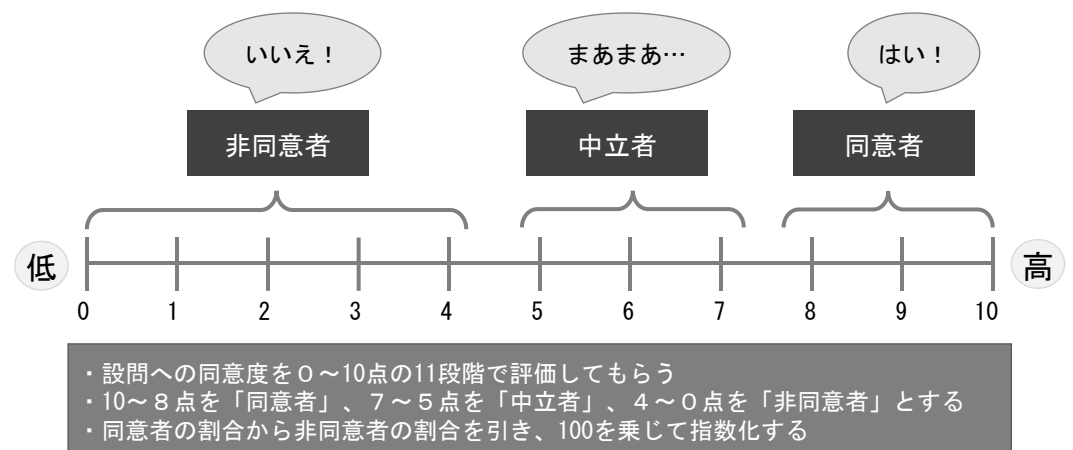 いいえ！
まあまあ…
はい！
非同意者
中立者
同意者
低
高
0 1 2 3 4 5 6 7 8 9 10
・設問への同意度を０～10点の11段階で評価してもらう
・10～８点を「同意者」、７～５点を「中立者」、４～０点を「非同意者」とする
・同意者の割合から非同意者の割合を引き、100を乗じて指数化する